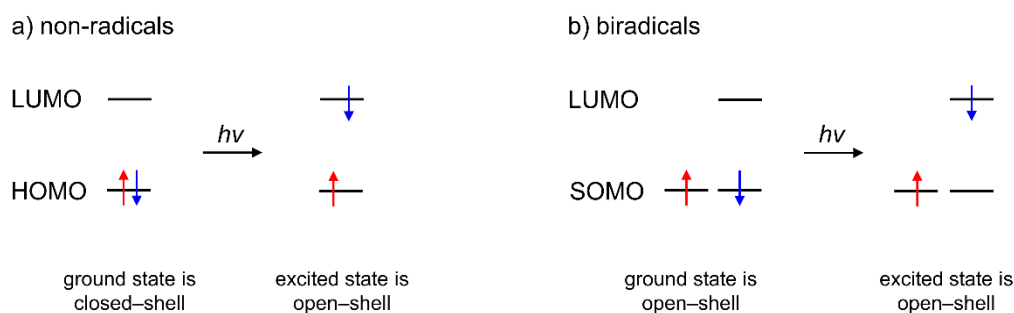 a) non-radicals
b) biradicals
LUMO
LUMO
hv
hv
HOMO
SOMO
ground state is
closed–shell
excited state is
open–shell
ground state is
open–shell
excited state is
open–shell